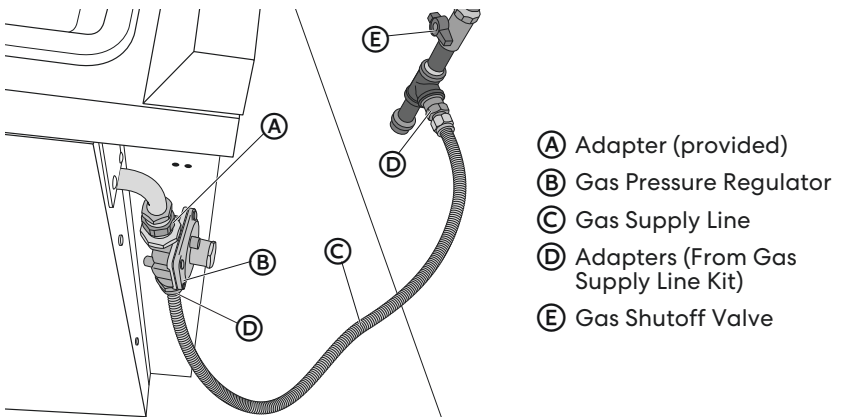 E
A
D
B
C
D
A Adapter (provided)
B Gas Pressure Regulator
C Gas Supply Line
D Adapters (From Gas
Supply Line Kit)
E Gas Shutoff Valve